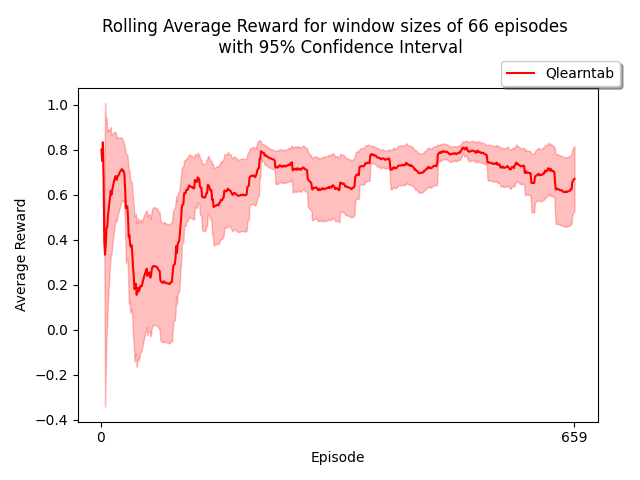 Rolling Average Reward for window sizes of 66 episodes
with 95% Confidence Interval
Qlearntab
1.0
0.8
0.6
0.4
0.2
0.0
−0.2
−0.4
Average Reward
0
659
Episode